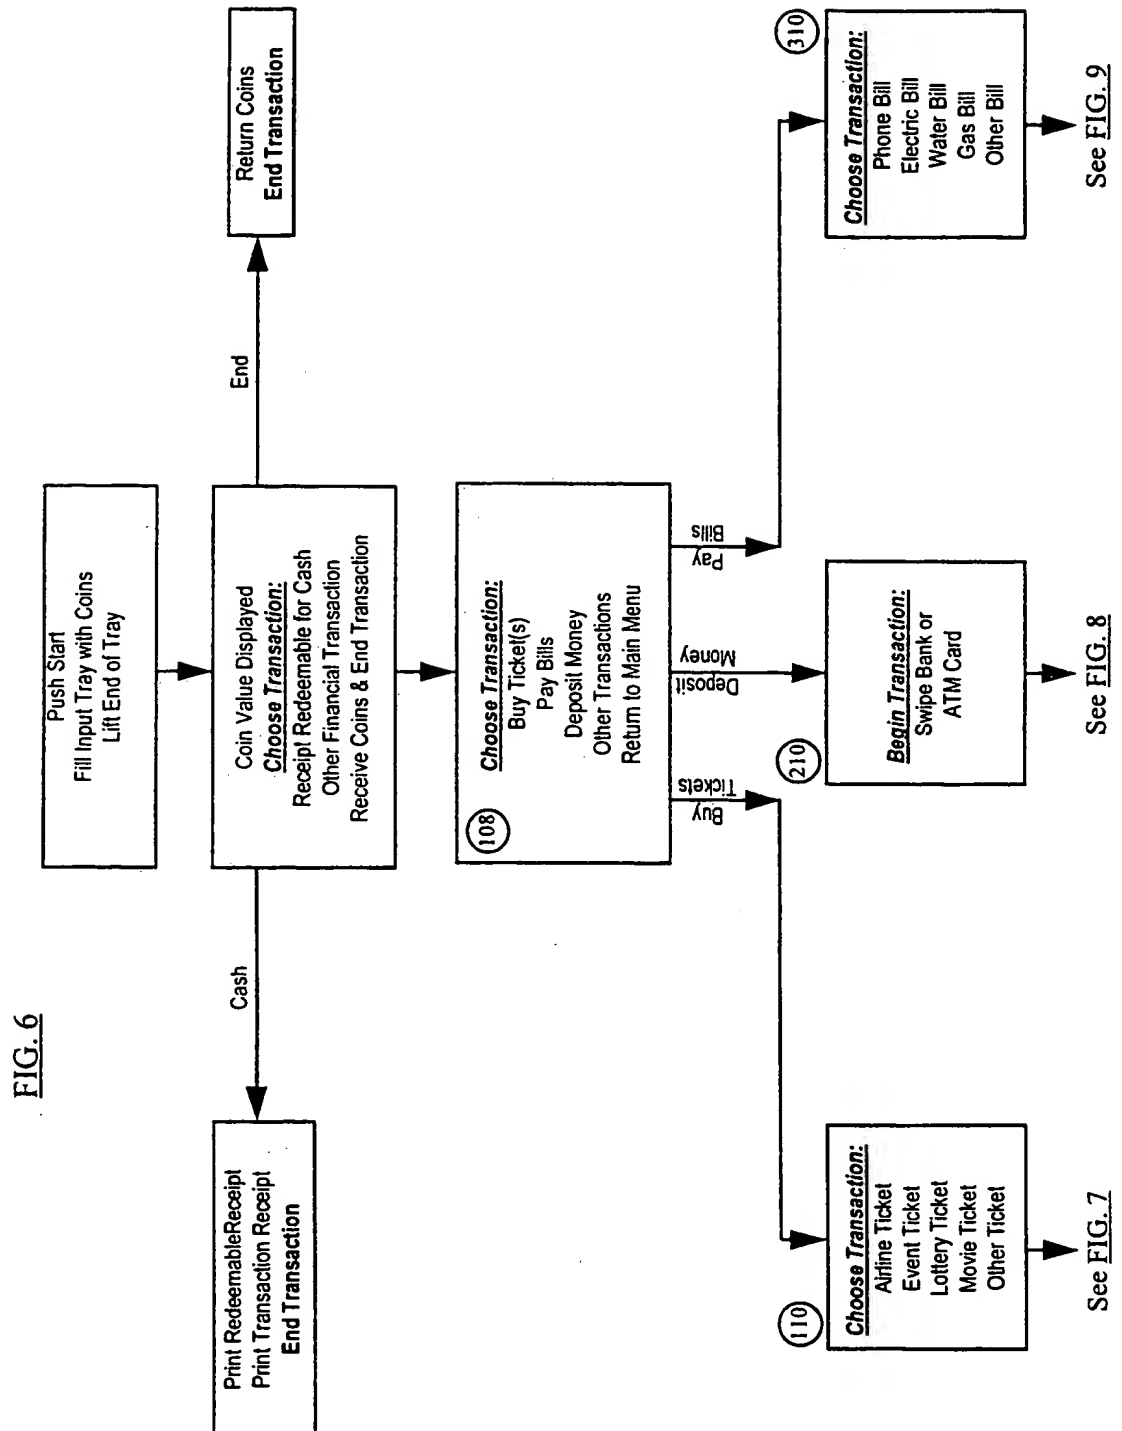 FIG. 6
Push Start
Fill Input Tray with Coins
Lift End of Tray
Coin Value Displayed
Choose Transaction:
Receipt Redeemable for Cash
Other Financial Transaction
Receive Coins & End Transaction
Cash
Print RedeemableReceipt
Print Transaction Receipt
End Transaction
End
Return Coins
End Transaction
108
Choose Transaction:
Buy Ticket(s)
Pay Bills
Deposit Money
Other Transactions
Return to Main Menu
Buy
Tickets
Deposit
Money
Pay
Bills
110
Choose Transaction:
Airline Ticket
Event Ticket
Lottery Ticket
Movie Ticket
Other Ticket
See FIG. 7
210
Begin Transaction:
Swipe Bank or
ATM Card
See FIG. 8
310
Choose Transaction:
Phone Bill
Electric Bill
Water Bill
Gas Bill
Other Bill
See FIG. 9